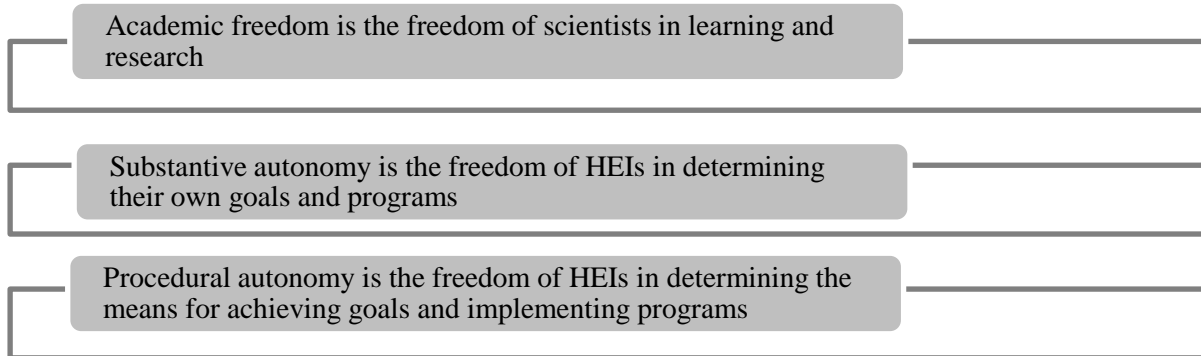 Academic freedom is the freedom of scientists in learning and
research
Substantive autonomy is the freedom of HEIs in determining
their own goals and programs
Procedural autonomy is the freedom of HEIs in determining the
means for achieving goals and implementing programs